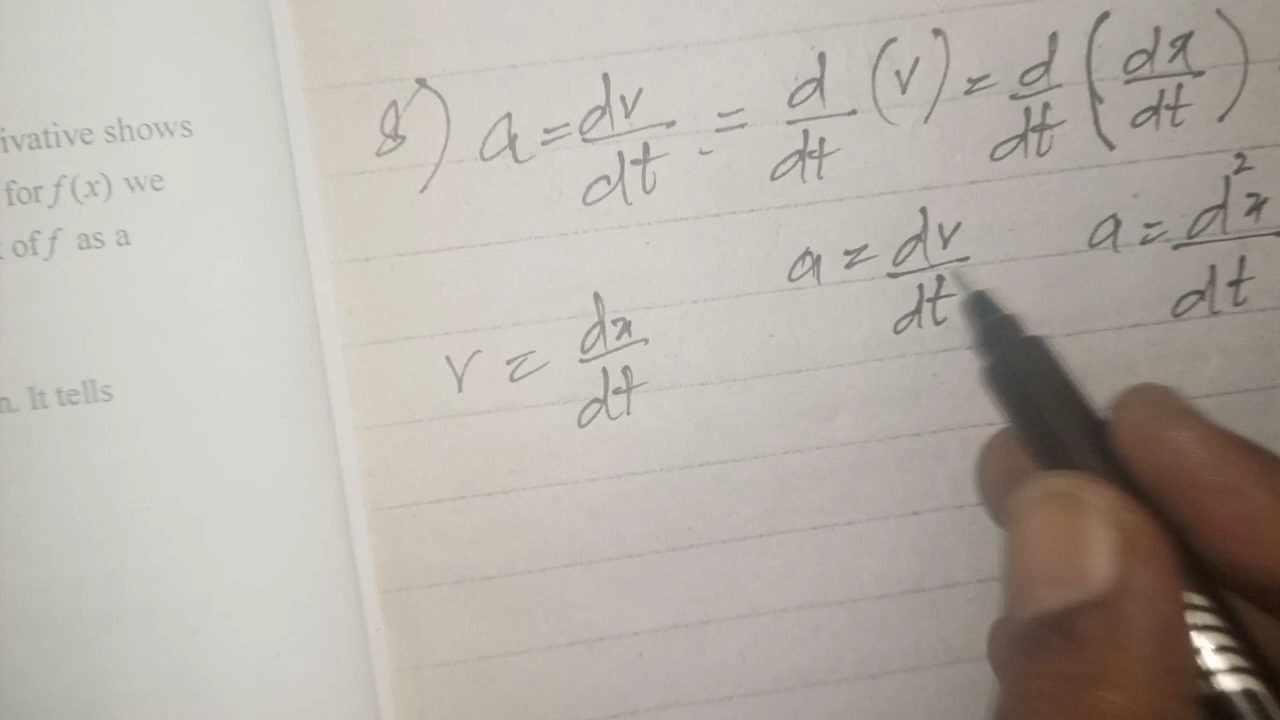 ivative shows
for f(x) we
of f as a
n. It tells
8) a = dv/dt = d/dt (v) = d/dt (dx/dt)
a = dv/dt a = d²x/dt
v = dx/dt